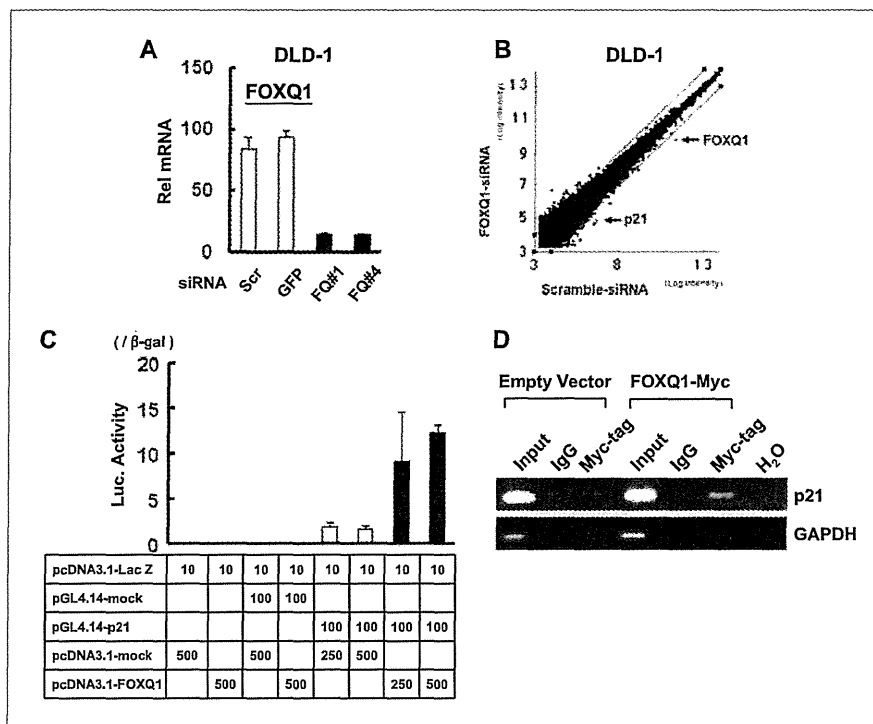 A
DLD-1
FOXQ1
Rel mRNA
150
100
50
0
siRNA
Scr
GFP
FQ#1
FQ#4
B
DLD-1
FOXQ1-siRNA
(Log intensity)
13
11
9
7
5
3
FOXQ1
p21
3
8
13
Scramble-siRNA
(Log intensity)
C
(/ β-gal)
Luc. Activity
20
15
10
5
0
pcDNA3.1-Lac Z 10 10 10 10 10 10 10 10
pGL4.14-mock 100 100
pGL4.14-p21 100 100 100 100
pcDNA3.1-mock 500 500 250 500
pcDNA3.1-FOXQ1 500 500 250 500
D
Empty Vector
FOXQ1-Myc
Input
IgG
Myc-tag
Input
IgG
Myc-tag
H₂O
p21
GAPDH